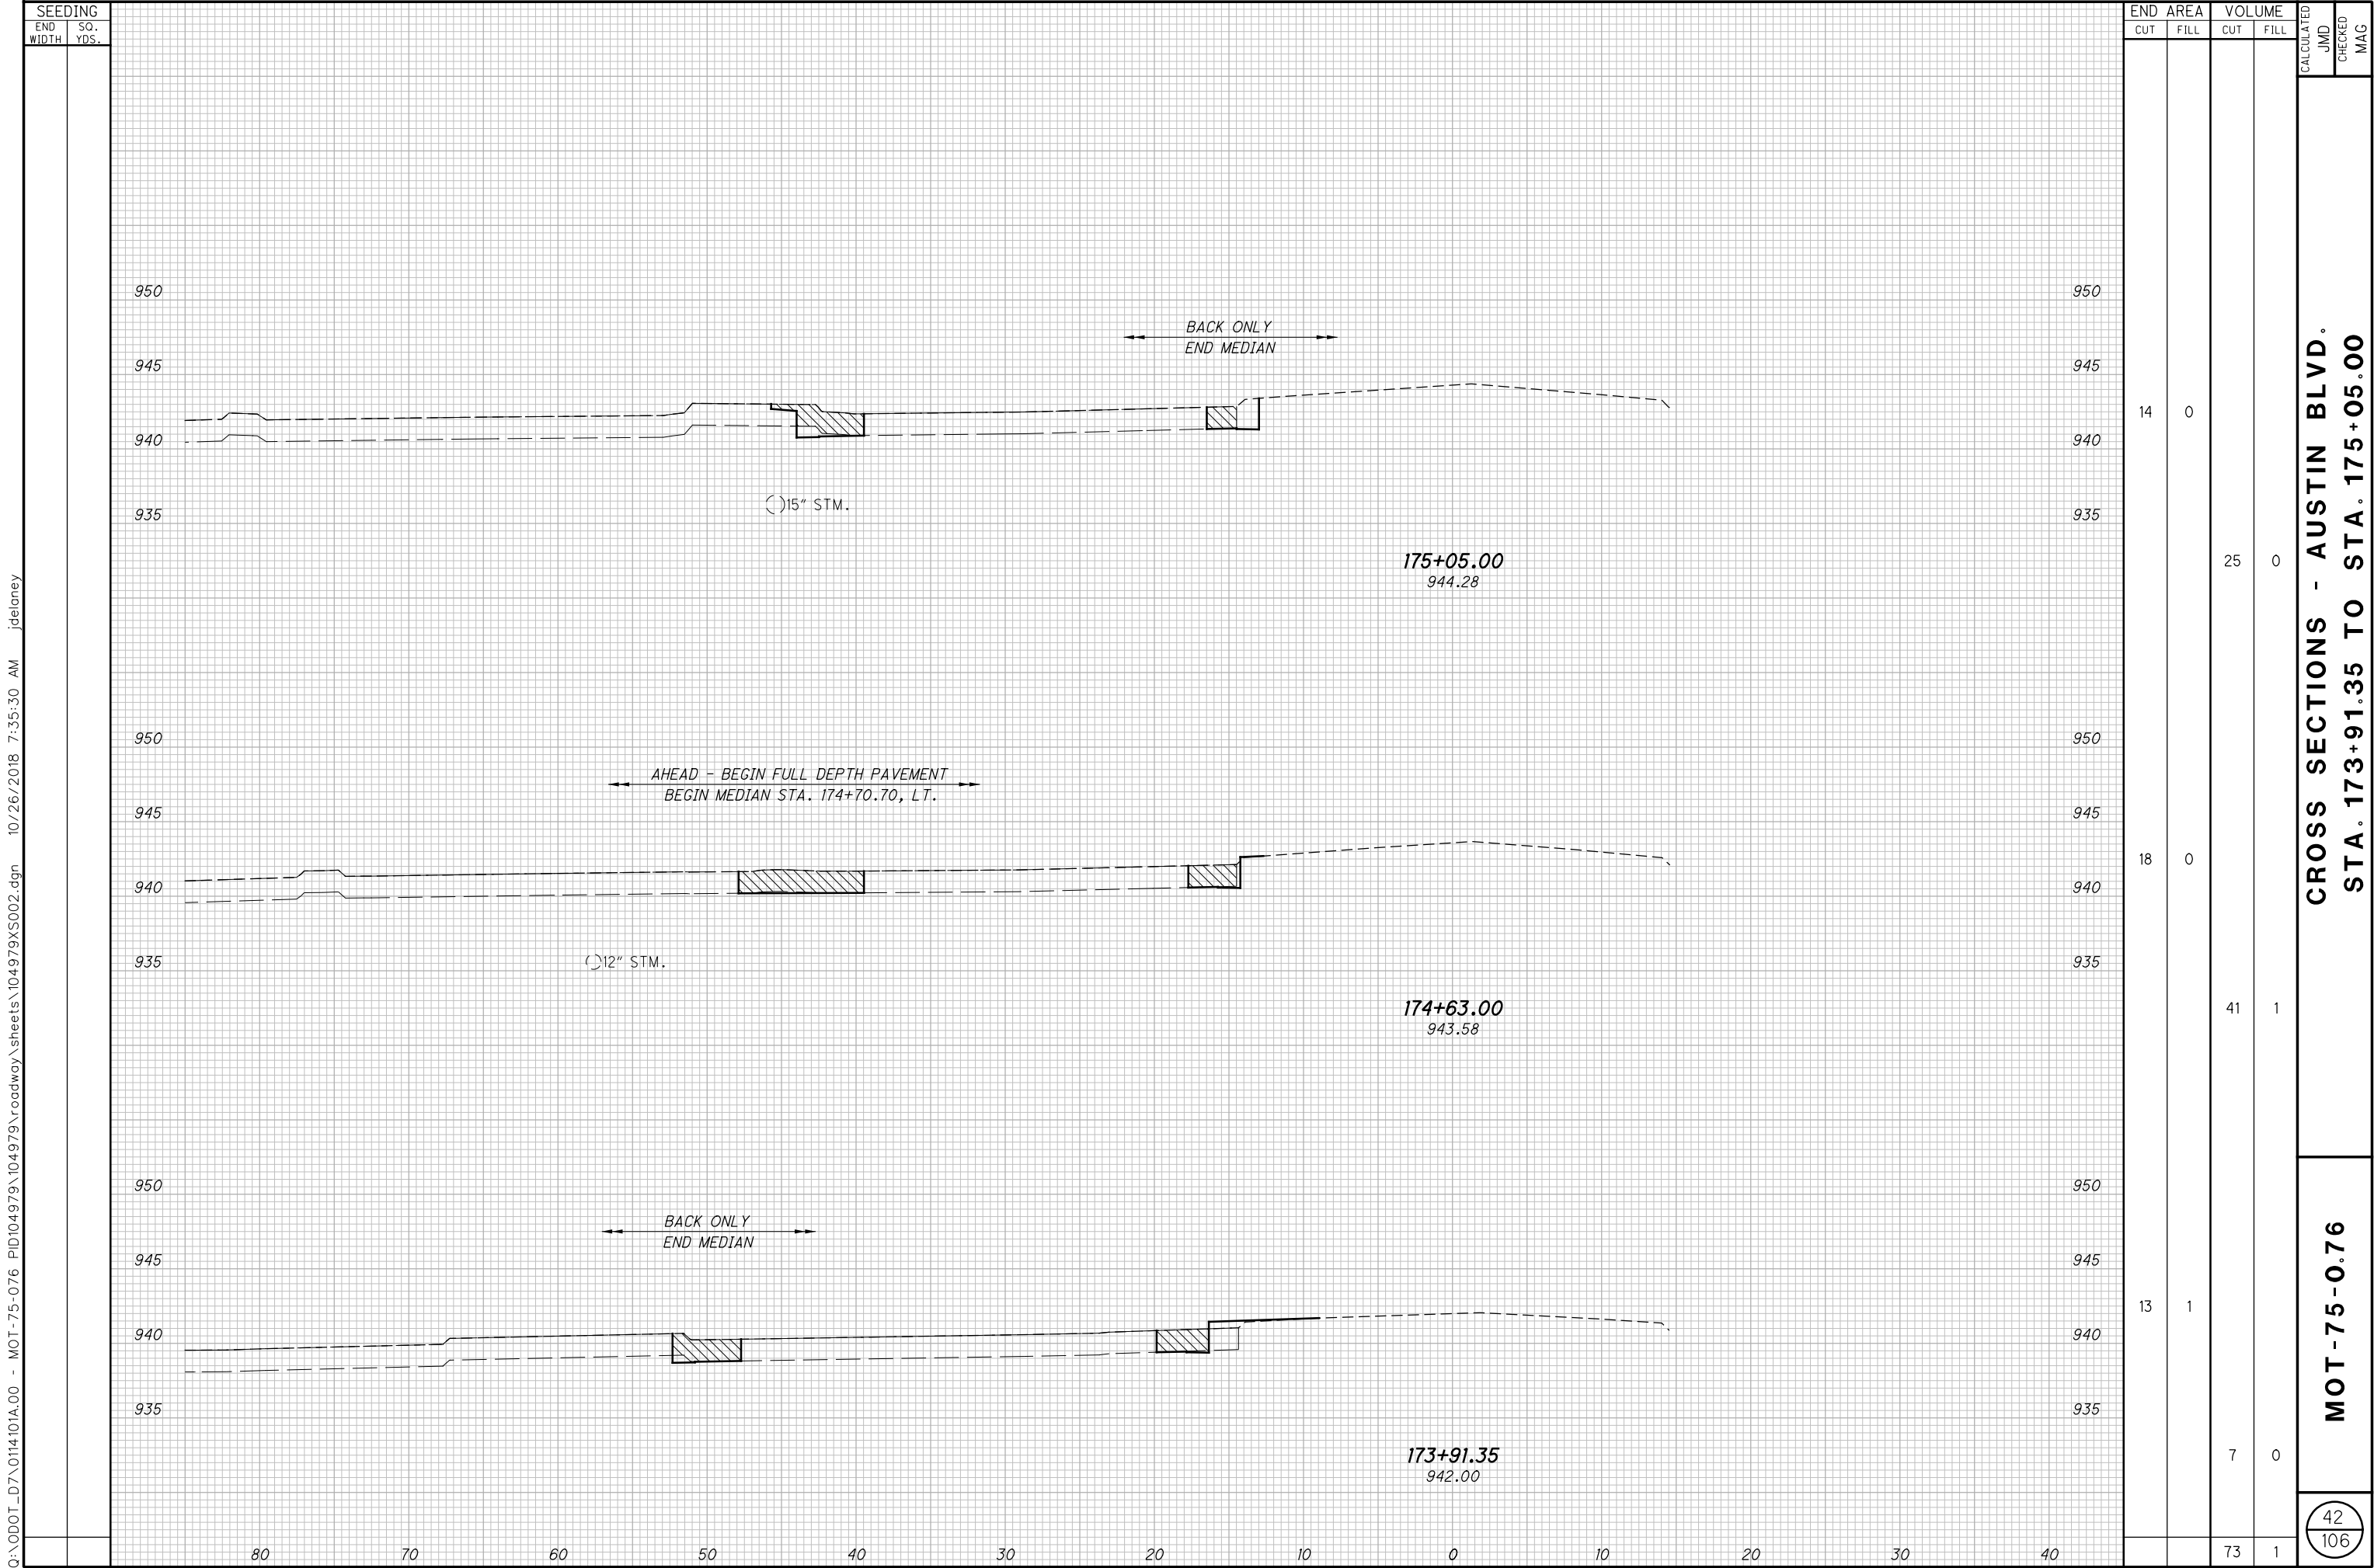 SEEDING
END WIDTH
SQ. YDS.
END AREA
VOLUME
CUT
FILL
CUT
FILL
CALCULATED
JMD
CHECKED
MAG
950
950
BACK ONLY
END MEDIAN
945
945
14
0
940
940
15" STM.
935
935
175+05.00
944.28
25
0
950
950
AHEAD - BEGIN FULL DEPTH PAVEMENT
BEGIN MEDIAN STA. 174+70.70, LT.
945
945
18
0
940
940
12" STM.
935
935
174+63.00
943.58
41
1
950
950
BACK ONLY
END MEDIAN
945
945
13
1
940
940
935
935
173+91.35
942.00
7
0
80
70
60
50
40
30
20
10
0
10
20
30
40
73
1
CROSS SECTIONS - AUSTIN BLVD.
STA. 173+91.35 TO STA. 175+05.00
MOT-75-0.76
42
106
Q:\ODOT_D7\0114101A.00 - MOT-75-076 PID104979\104979\roadway\sheets\104979XS002.dgn 10/26/2018 7:35:30 AM jdelaney